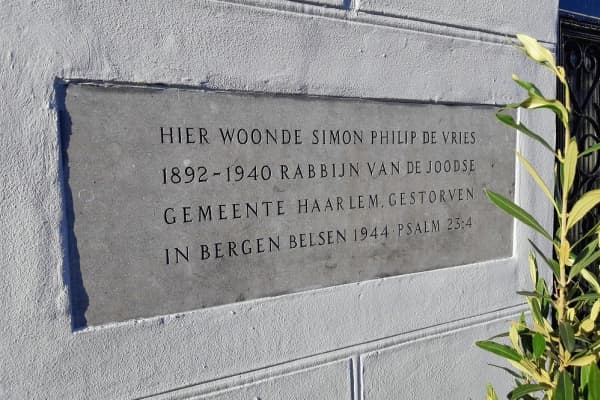 HIER WOONDE SIMON PHILIP DE VRIES
1892-1940 RABBIJN VAN DE JOODSE
GEMEENTE HAARLEM, GESTORVEN
IN BERGEN BELSEN 1944 · PSALM 23:4